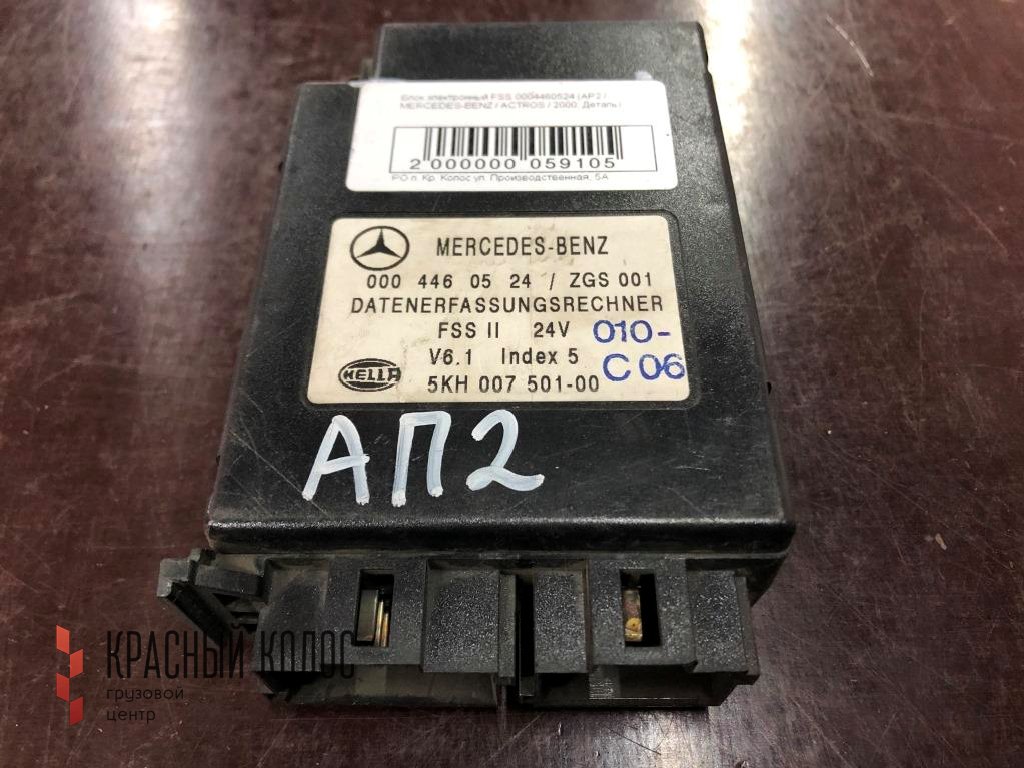 Блок электронный FSS 0004460524 (АР2 /
MERCEDES-BENZ / ACTROS / 2000, Деталь)
2 000000 059105
РО п. Кр. Колос ул. Производственная, 5А
MERCEDES-BENZ
000 446 05 24 / ZGS 001
DATENERFASSUNGSRECHNER
FSS II 24V
010-
V6.1 Index 5
C 06
HELLA
5KH 007 501-00
АП2
КРАСНЫЙ КОЛОС
грузовой
центр